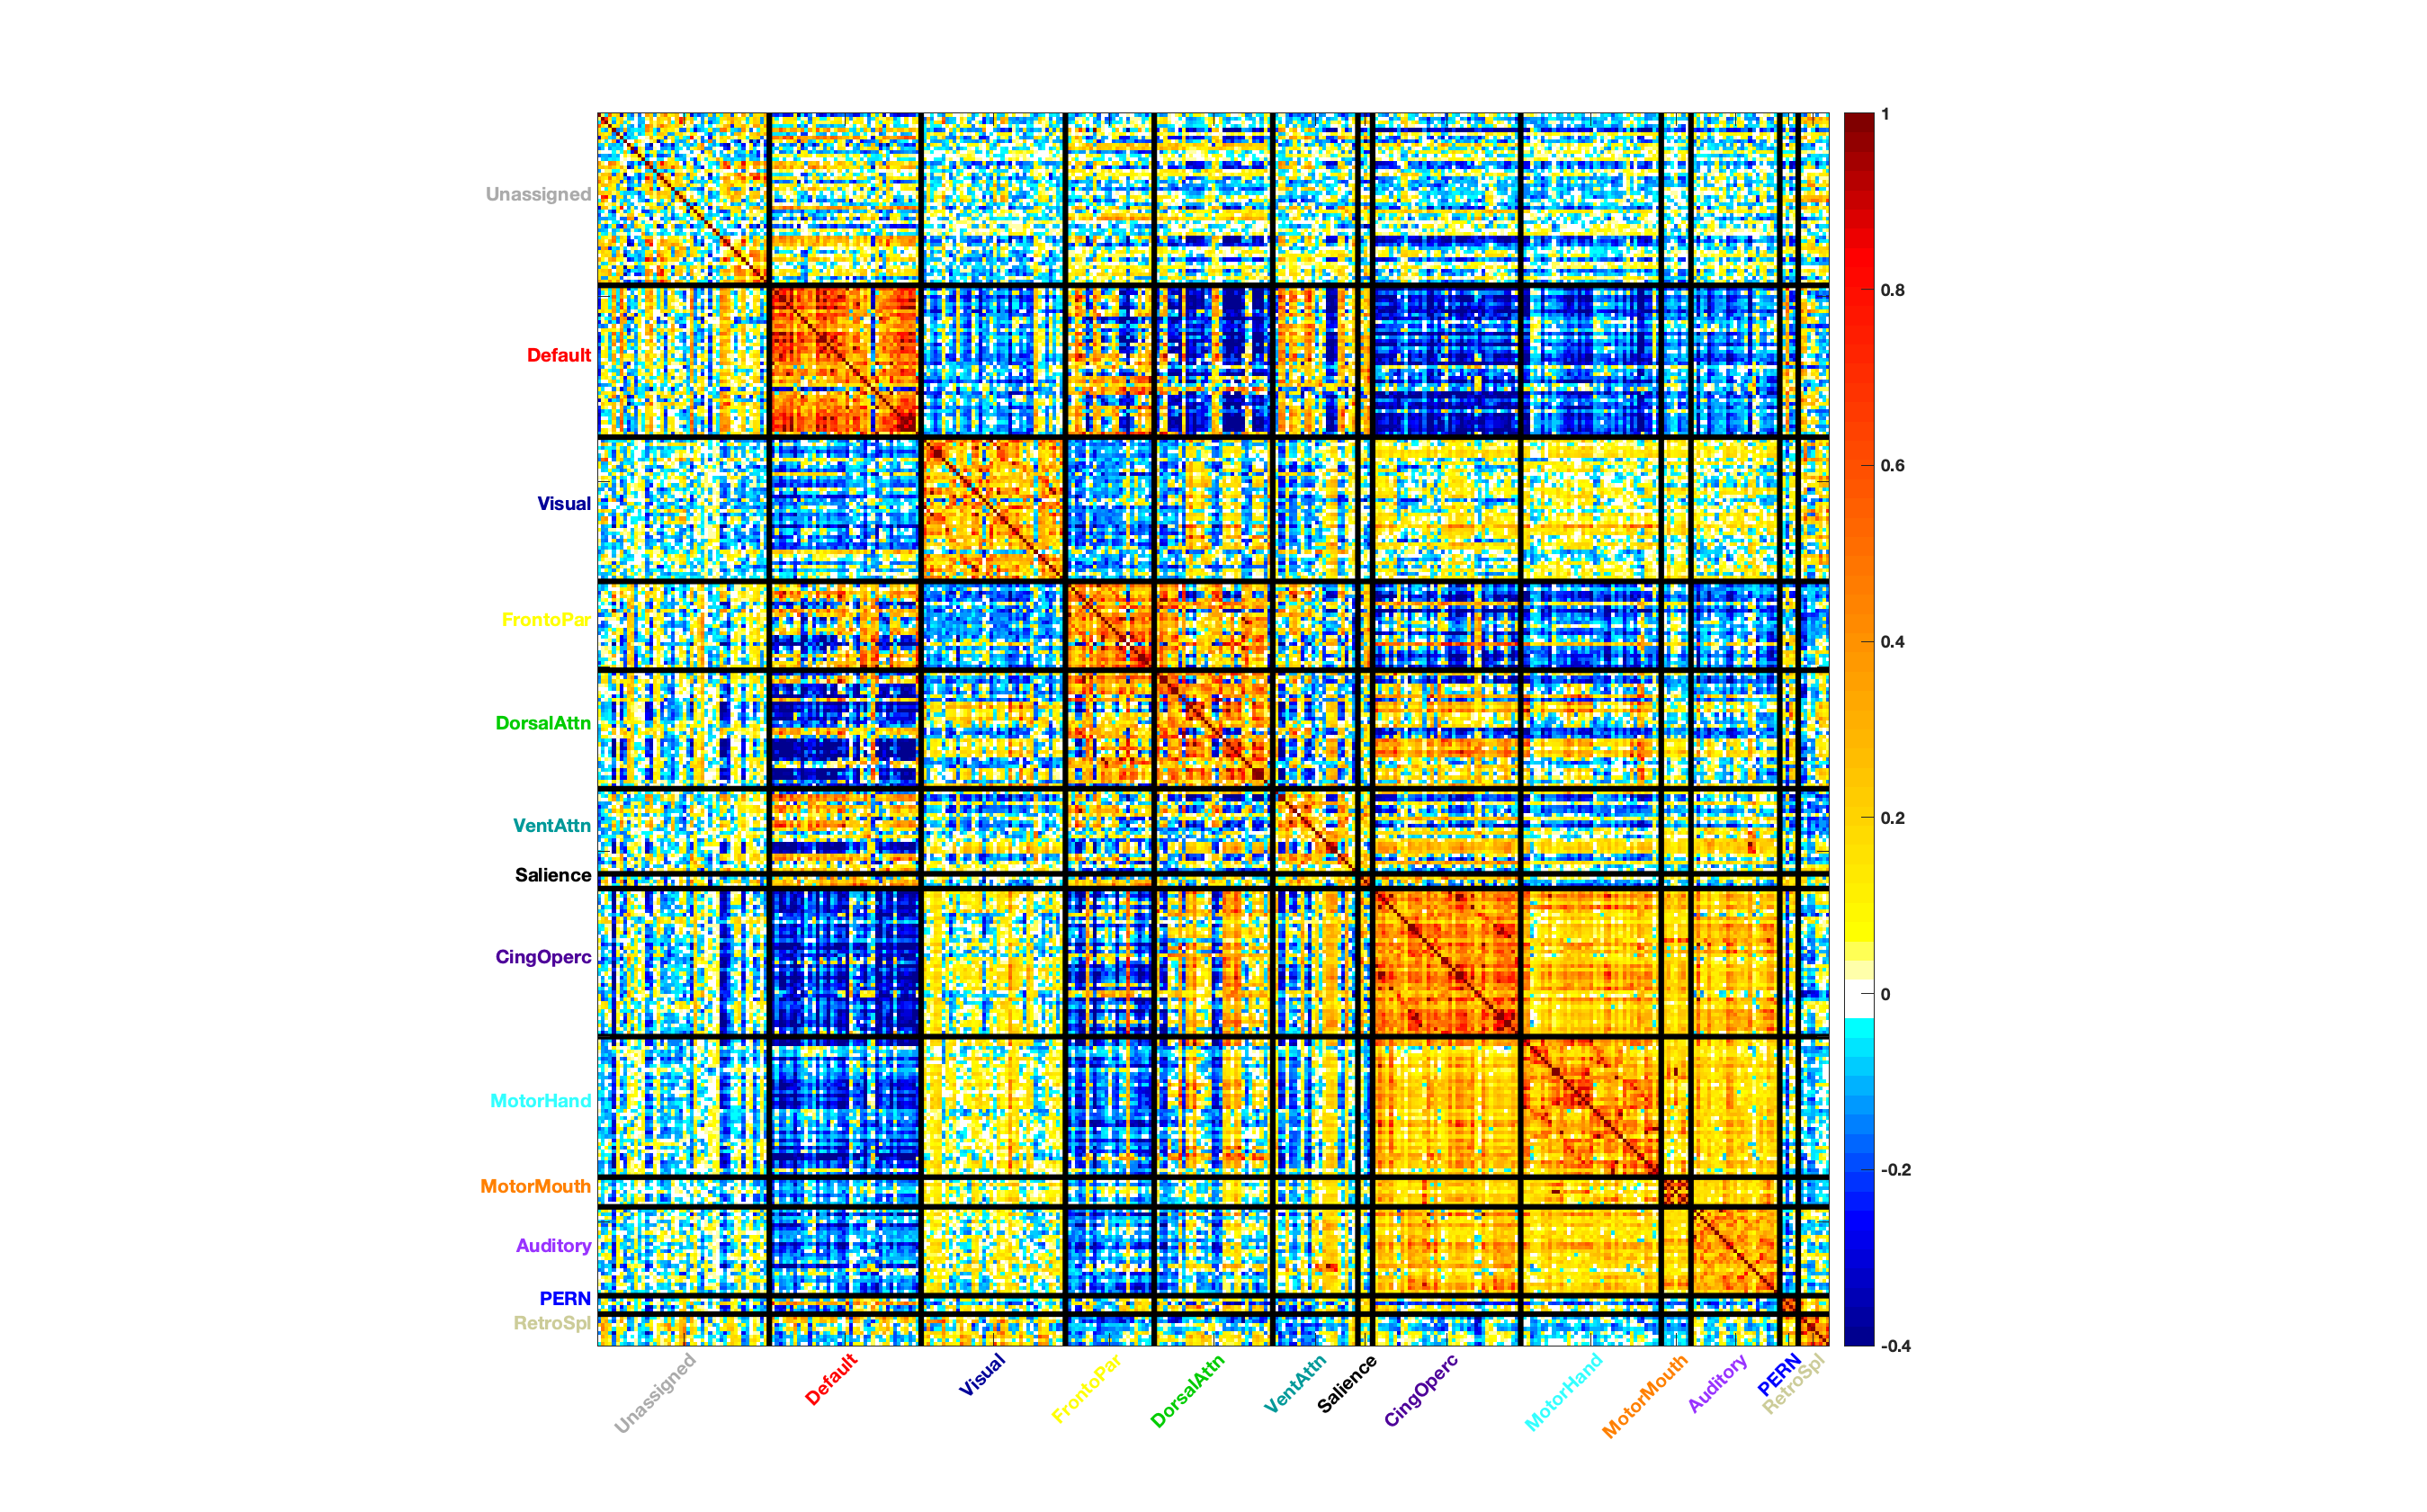 Unassigned
Default
Visual
FrontoPar
DorsalAttn
VentAttn
Salience
CingOperc
MotorHand
MotorMouth
Auditory
PERN
RetroSpl
Unassigned
Default
Visual
FrontoPar
DorsalAttn
VentAttn
Salience
CingOperc
MotorHand
MotorMouth
Auditory
PERN
RetroSpl
1
0.8
0.6
0.4
0.2
0
-0.2
-0.4